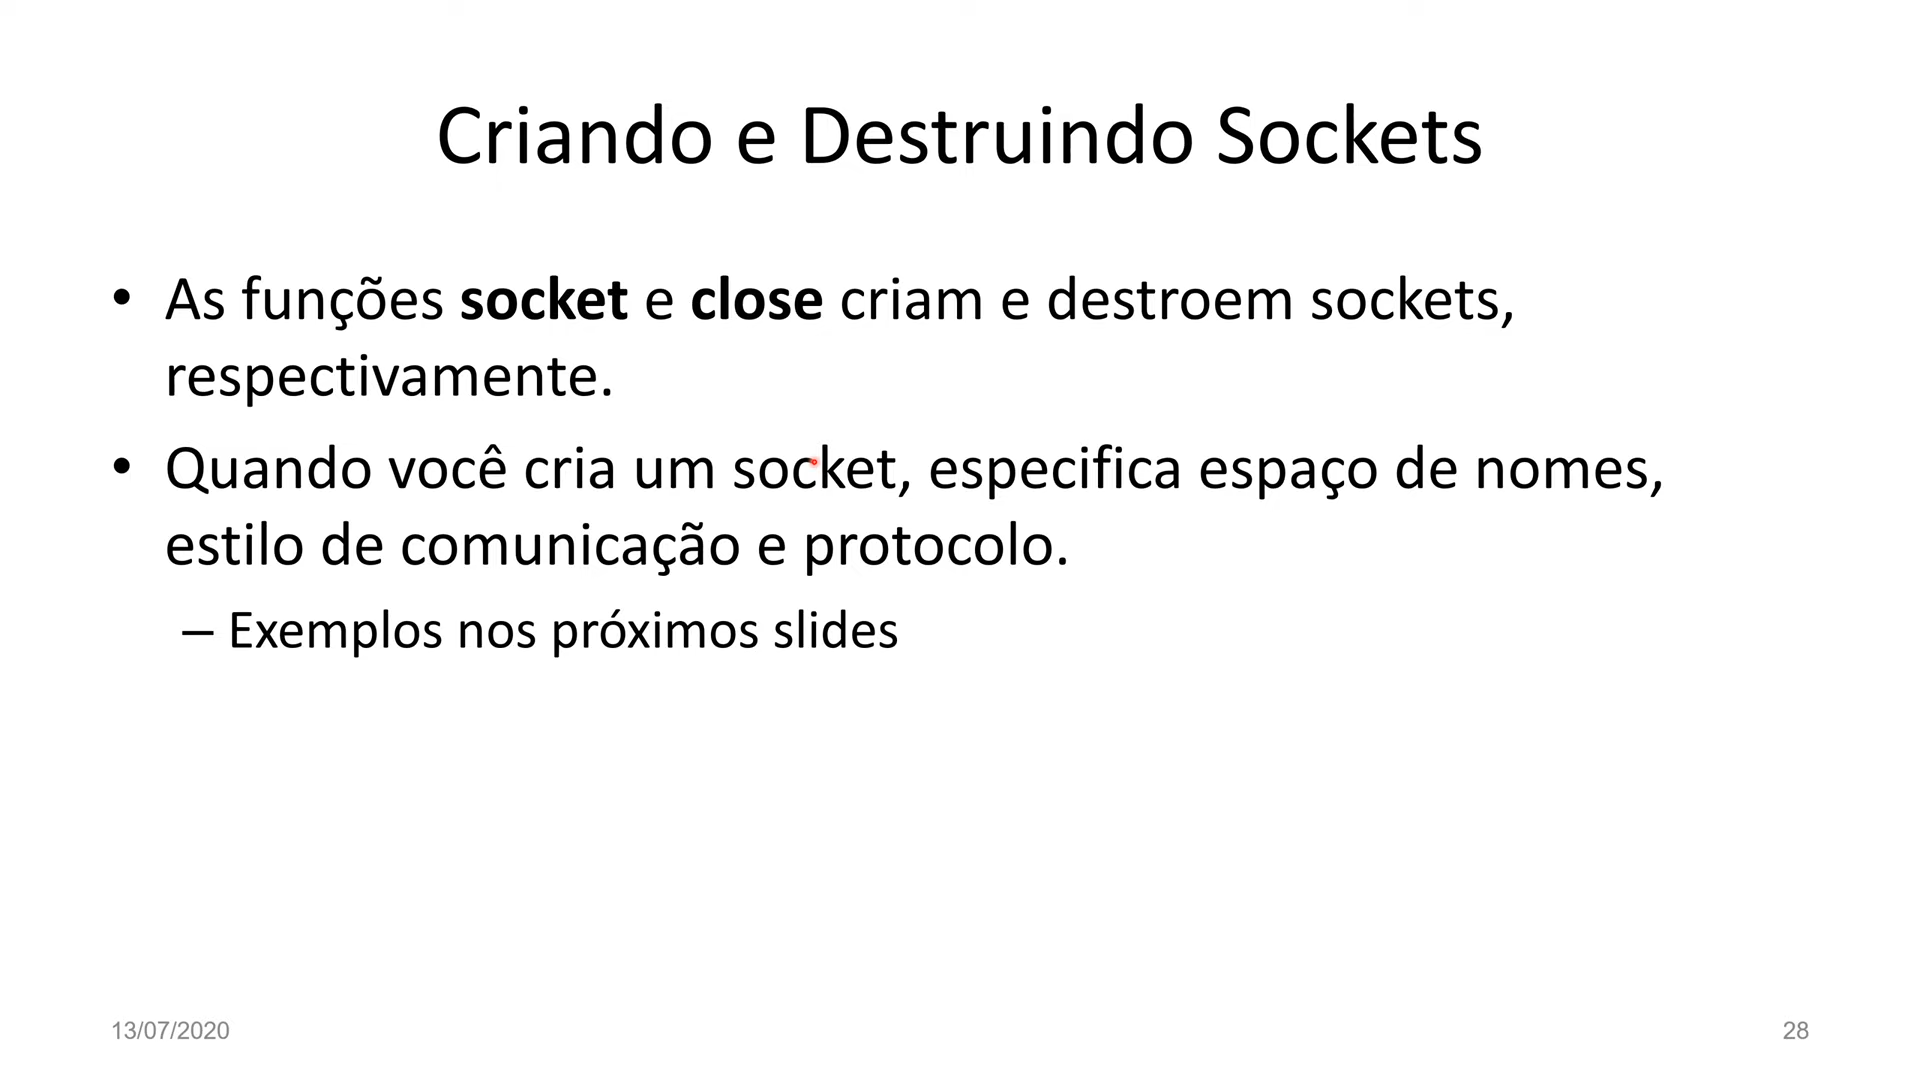 Criando e Destruindo Sockets
• As funções socket e close criam e destroem sockets,
respectivamente.
• Quando você cria um socket, especifica espaço de nomes,
estilo de comunicação e protocolo.
– Exemplos nos próximos slides
13/07/2020
28